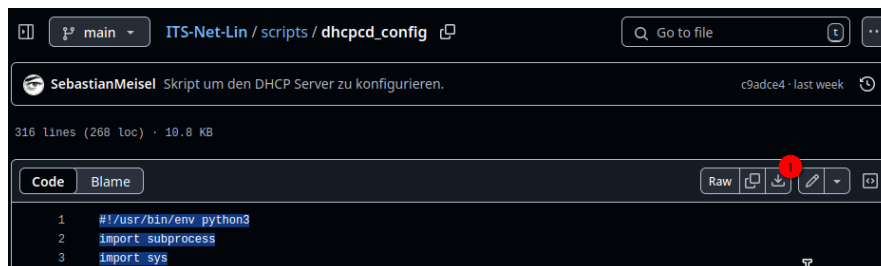 main ITS-Net-Lin / scripts / dhcpcd_config Go to file t
SebastianMeisel Skript um den DHCP Server zu konfigurieren. c9adce4 · last week
316 lines (268 loc) · 10.8 KB
Code Blame Raw 1
1 #!/usr/bin/env python3
2 import subprocess
3 import sys